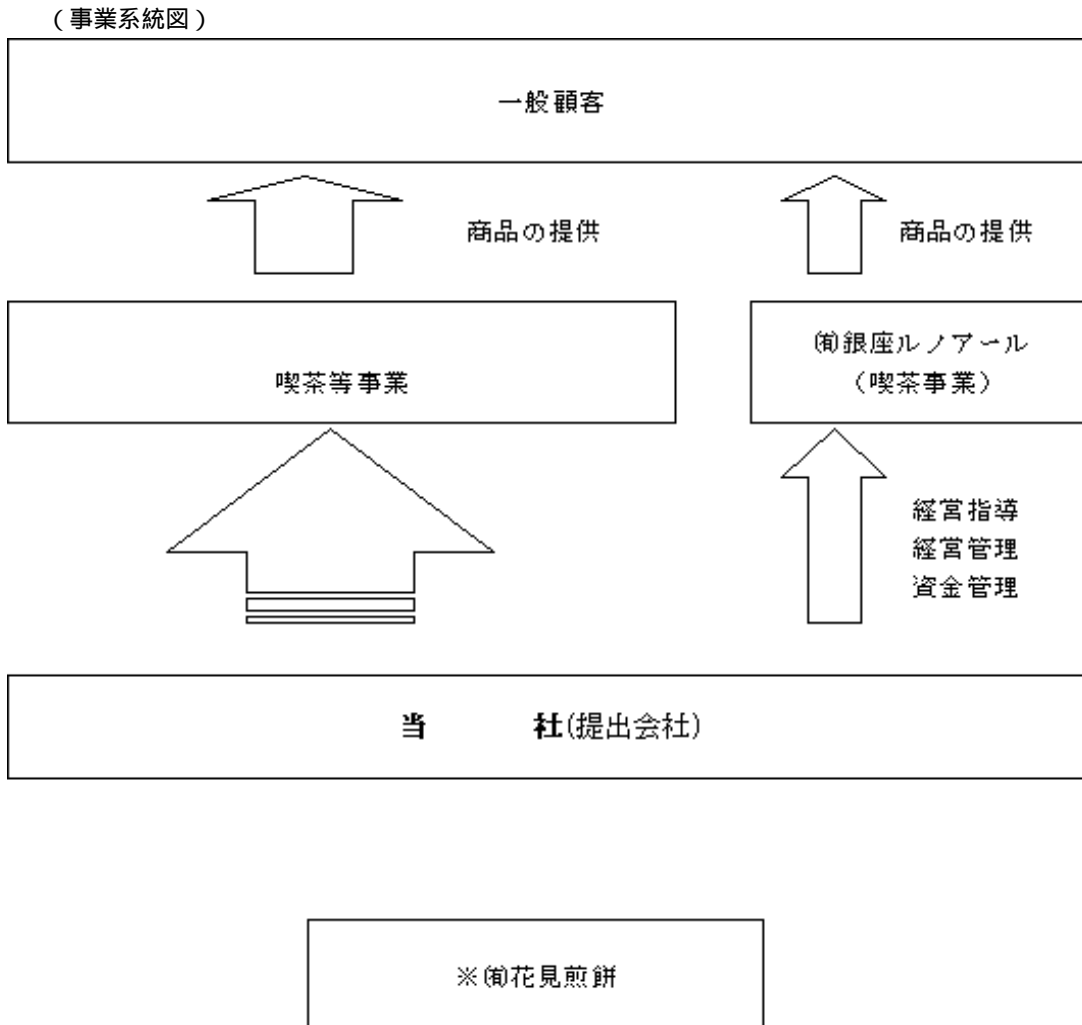 （事業系統図）
一般顧客
商品の提供
商品の提供
喫茶等事業
㈲銀座ルノアール
（喫茶事業）
経営指導
経営管理
資金管理
当　　社(提出会社)
※㈲花見煎餅